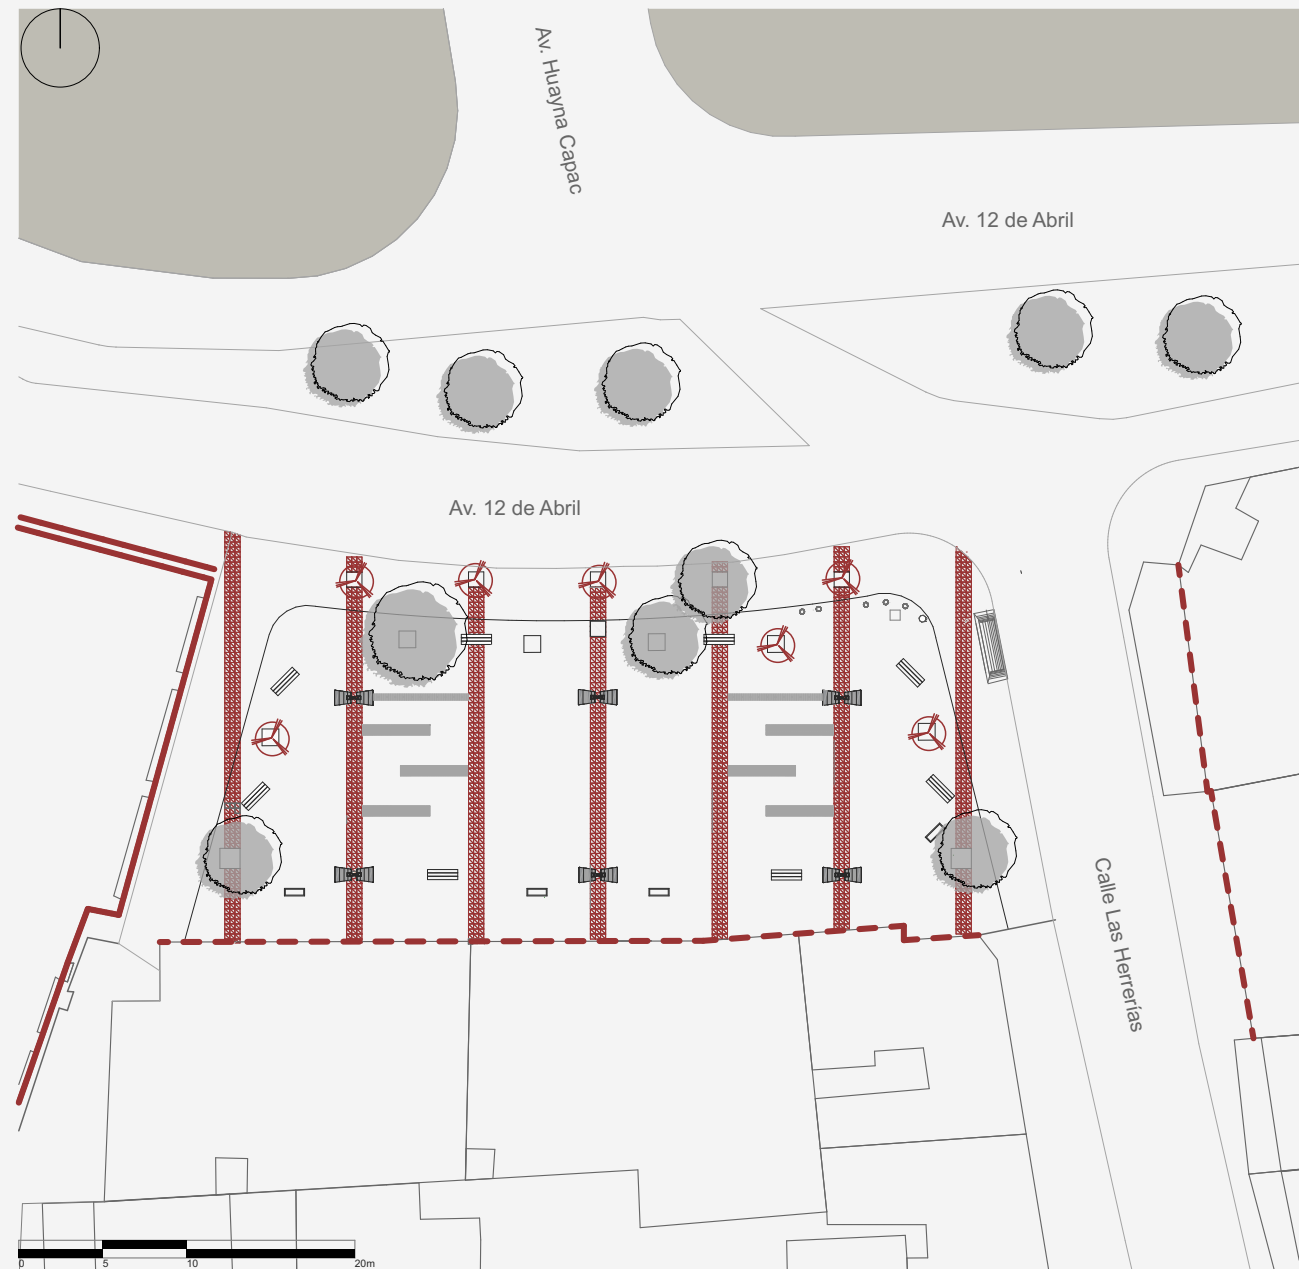 Av. Huayna Capac
Av. 12 de Abril
Av. 12 de Abril
Calle Las Herrerías
0 5 10 20m